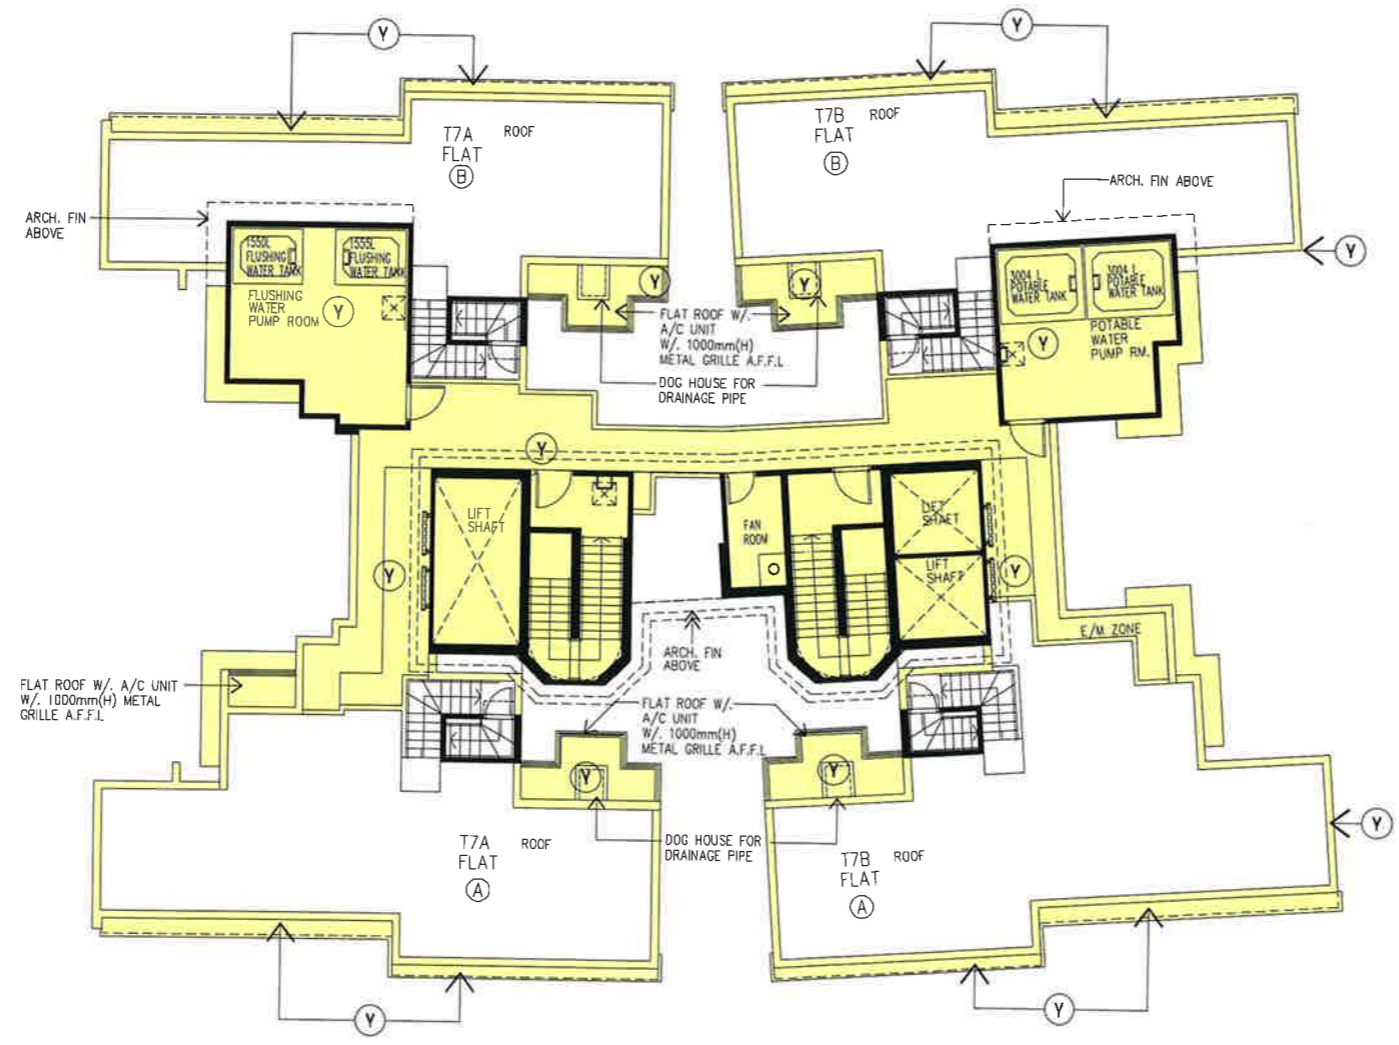 Y
Y
T7A ROOF
FLAT
B
T7B ROOF
FLAT
B
ARCH. FIN
ABOVE
ARCH. FIN ABOVE
Y
1550L
FLUSHING
WATER TANK
1555L
FLUSHING
WATER TANK
FLUSHING
WATER
PUMP ROOM
Y
Y
Y
3004 L
POTABLE
WATER TANK
3004 L
POTABLE
WATER TANK
POTABLE
WATER
PUMP RM.
Y
FLAT ROOF W/.
A/C UNIT
W/. 1000mm(H)
METAL GRILLE A.F.F.L
DOG HOUSE FOR
DRAINAGE PIPE
Y
LIFT
SHAFT
FAN
ROOM
LIFT
SHAFT
LIFT
SHAFT
Y
Y
E/M ZONE
ARCH. FIN
ABOVE
FLAT ROOF W/. A/C UNIT
W/. 1000mm(H) METAL
GRILLE A.F.F.L
FLAT ROOF W/.
A/C UNIT
W/. 1000mm(H)
METAL GRILLE A.F.F.L
Y
Y
DOG HOUSE FOR
DRAINAGE PIPE
Y
T7A ROOF
FLAT
A
T7B ROOF
FLAT
A
Y
Y